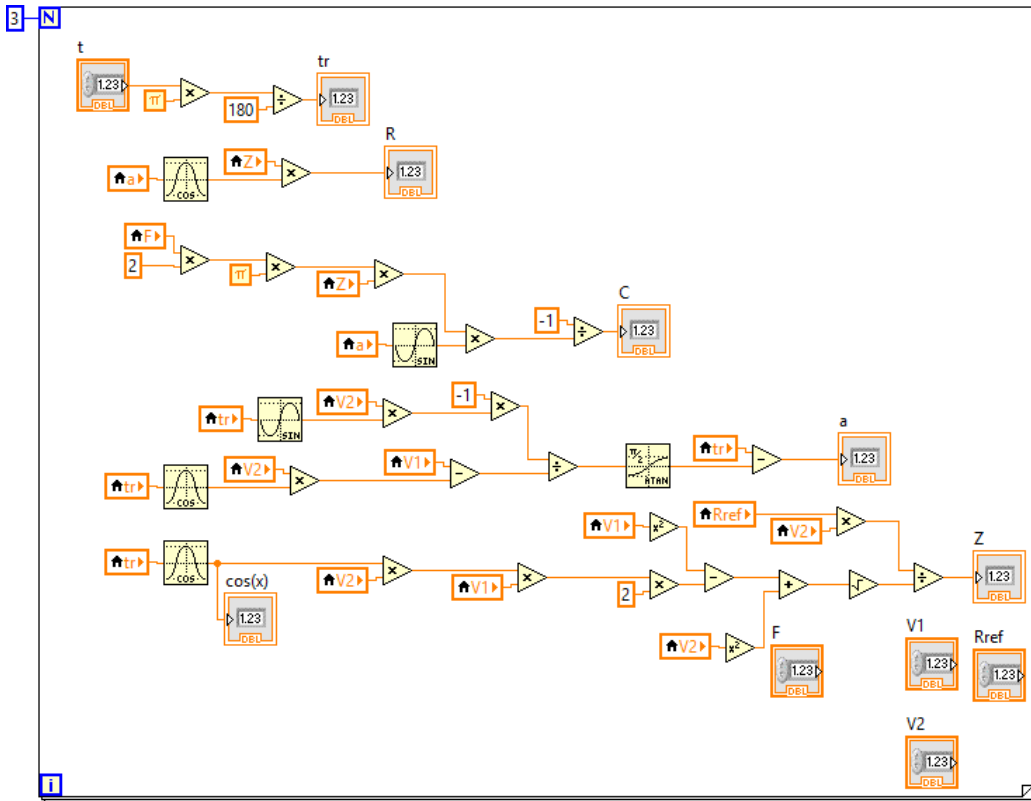 3 N
t
1.23
DBL
π
×
÷
180
tr
1.23
DBL
R
1.23
DBL
a
COS
Z
×
F
2
×
π
×
Z
×
a
SIN
×
-1
÷
C
1.23
DBL
tr
SIN
V2
×
-1
×
tr
COS
V2
×
V1
−
÷
π/2
ATAN
tr
−
a
1.23
DBL
tr
COS
cos(x)
1.23
DBL
V2
×
V1
×
2
×
V1
x²
−
V2
x²
+
√
Rref
V2
×
÷
Z
1.23
DBL
F
1.23
DBL
V1
1.23
DBL
Rref
1.23
DBL
V2
1.23
DBL
i